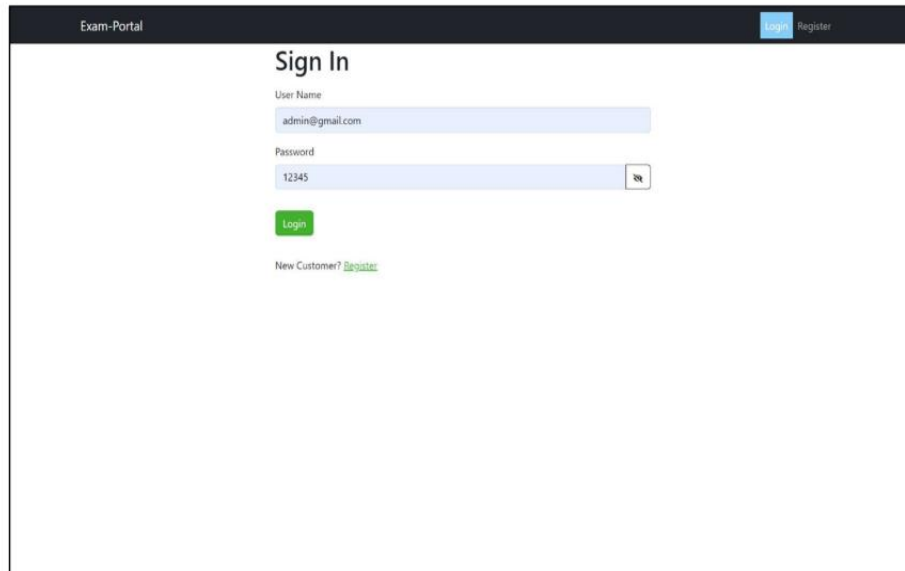 Exam-Portal Login Register
Sign In
User Name
admin@gmail.com
Password
12345
Login
New Customer? Register